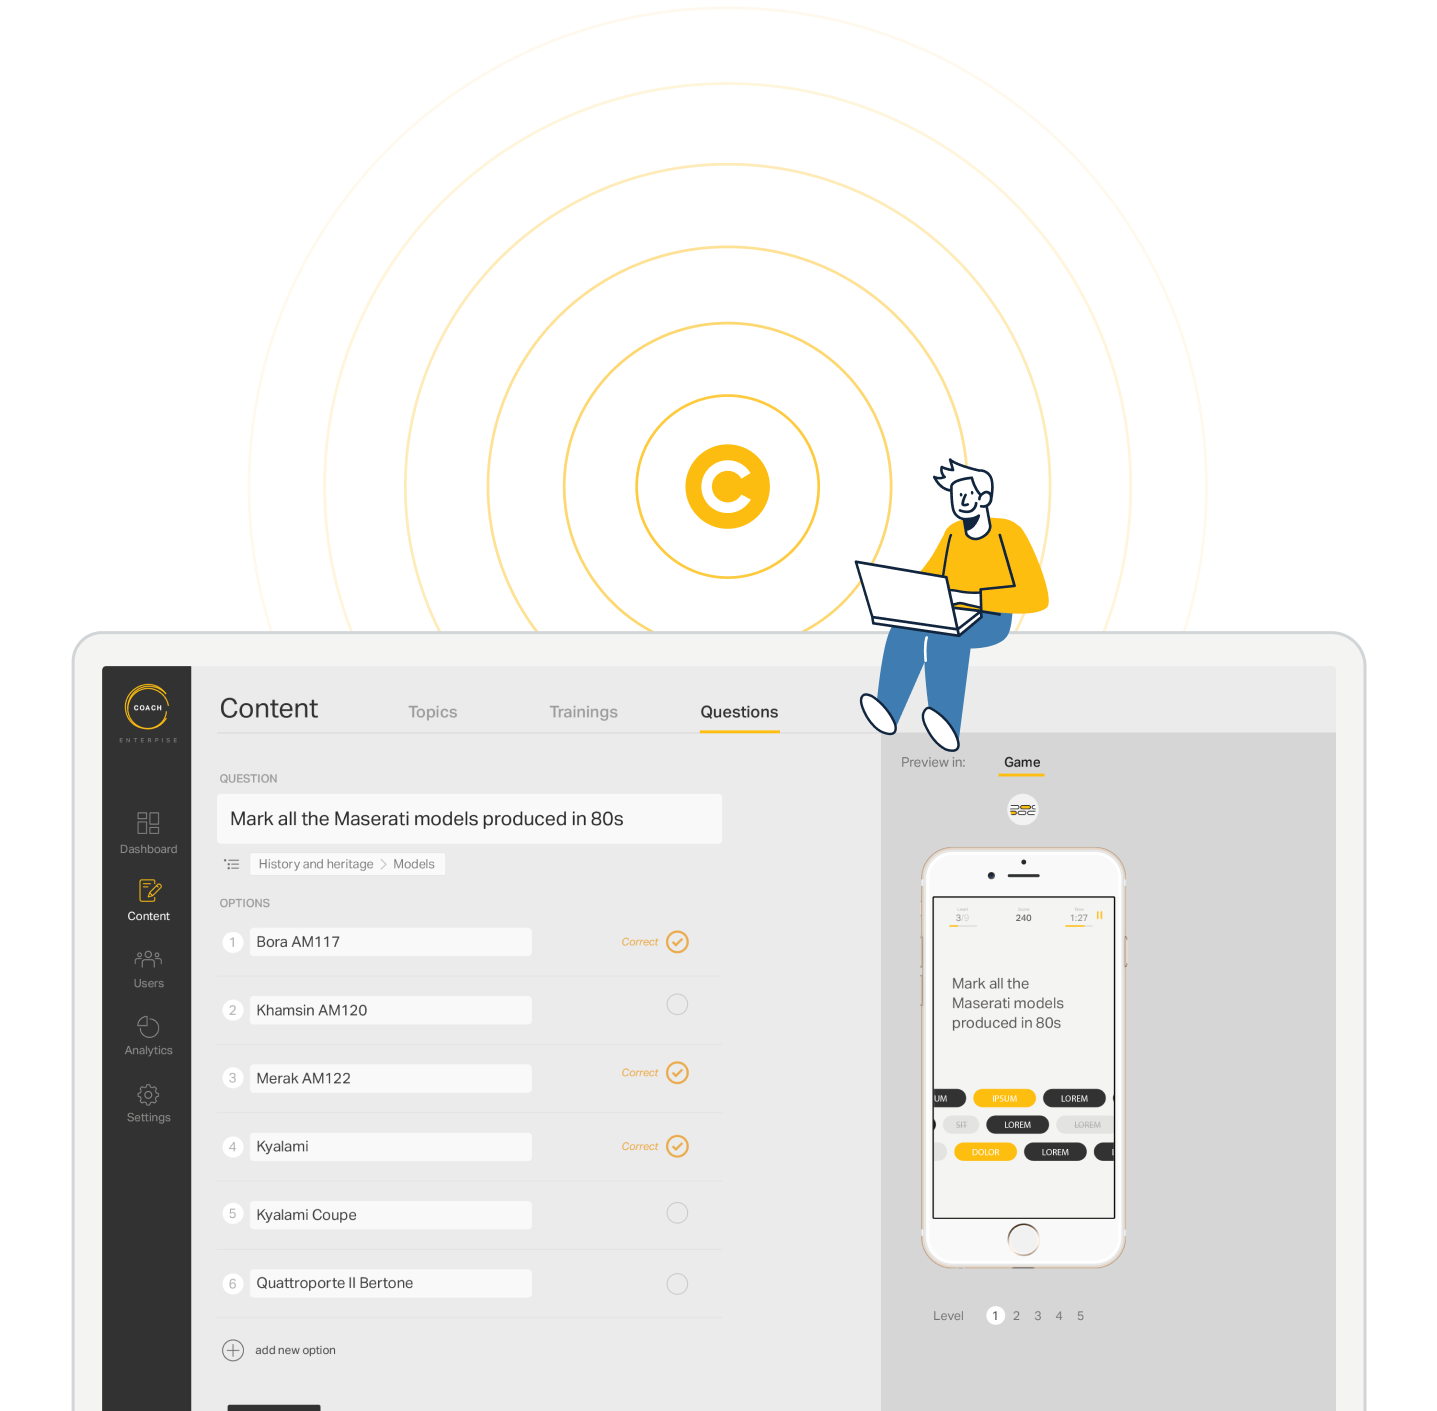 C
COACH
ENTERPISE
Content
Topics
Trainings
Questions
Dashboard
Content
Users
Analytics
Settings
QUESTION
Mark all the Maserati models produced in 80s
History and heritage > Models
OPTIONS
1 Bora AM117 Correct
2 Khamsin AM120
3 Merak AM122 Correct
4 Kyalami Correct
5 Kyalami Coupe
6 Quattroporte II Bertone
add new option
Preview in:
Game
3/9 240 1:27
Mark all the
Maserati models
produced in 80s
UM IPSUM LOREM
SIT LOREM LOREM
DOLOR LOREM
Level 1 2 3 4 5